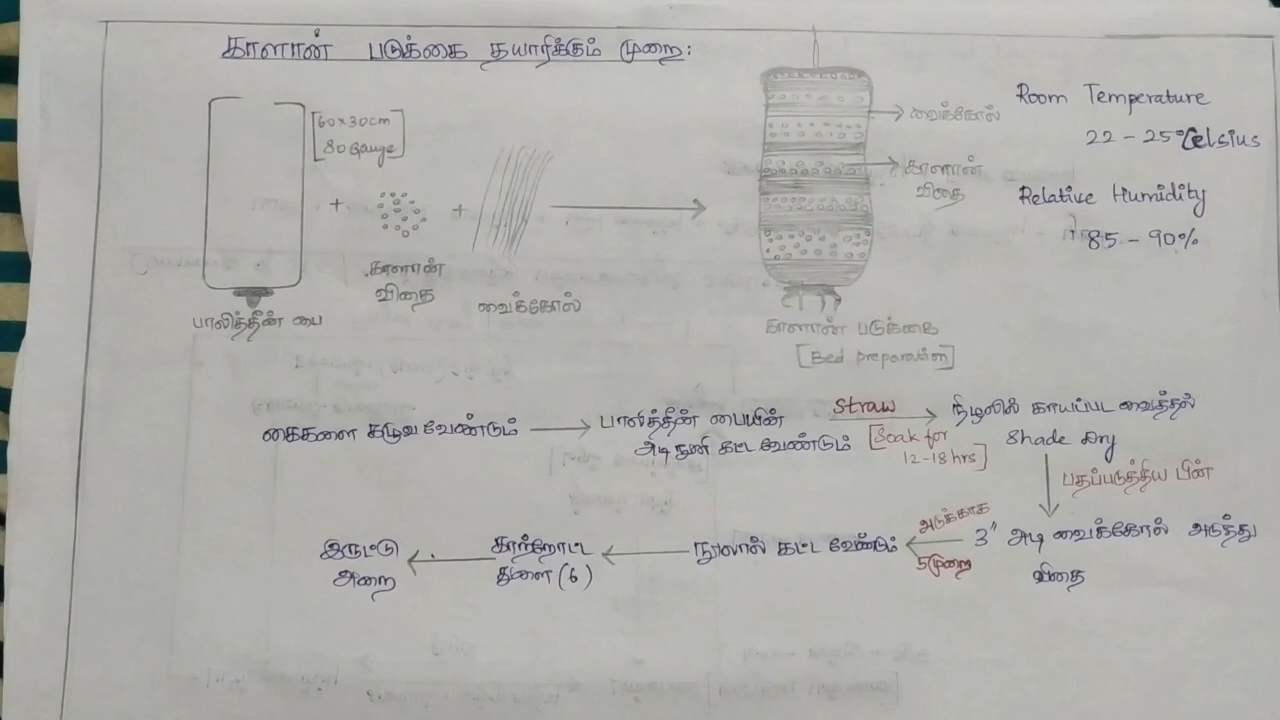 காளான் படுக்கை தயாரிக்கும் முறை:
[60x30cm
[80 Gauge]
+
+
காளான்
விதை
வைக்கோல்
பாலித்தீன் பை
வைக்கோல்
காளான்
விதை
காளான் படுக்கை
[Bed preparation]
Room Temperature
22 - 25°Celsius
Relative Humidity
85 - 90%
கைகளை கழுவ வேண்டும்
பாலித்தீன் பையின்
அடி நுனி கட்ட வேண்டும்
Straw
[Soak for
12-18 hrs]
நிழலில் காயப்பட வைத்தல்
Shade Dry
பதப்படுத்திய பின்
3" அடி வைக்கோல் அடுத்து
விதை
அடுக்காக
5முறை
நூலால் கட்ட வேண்டும்
காற்றோட்ட
துளை (6)
இருட்டு
அறை